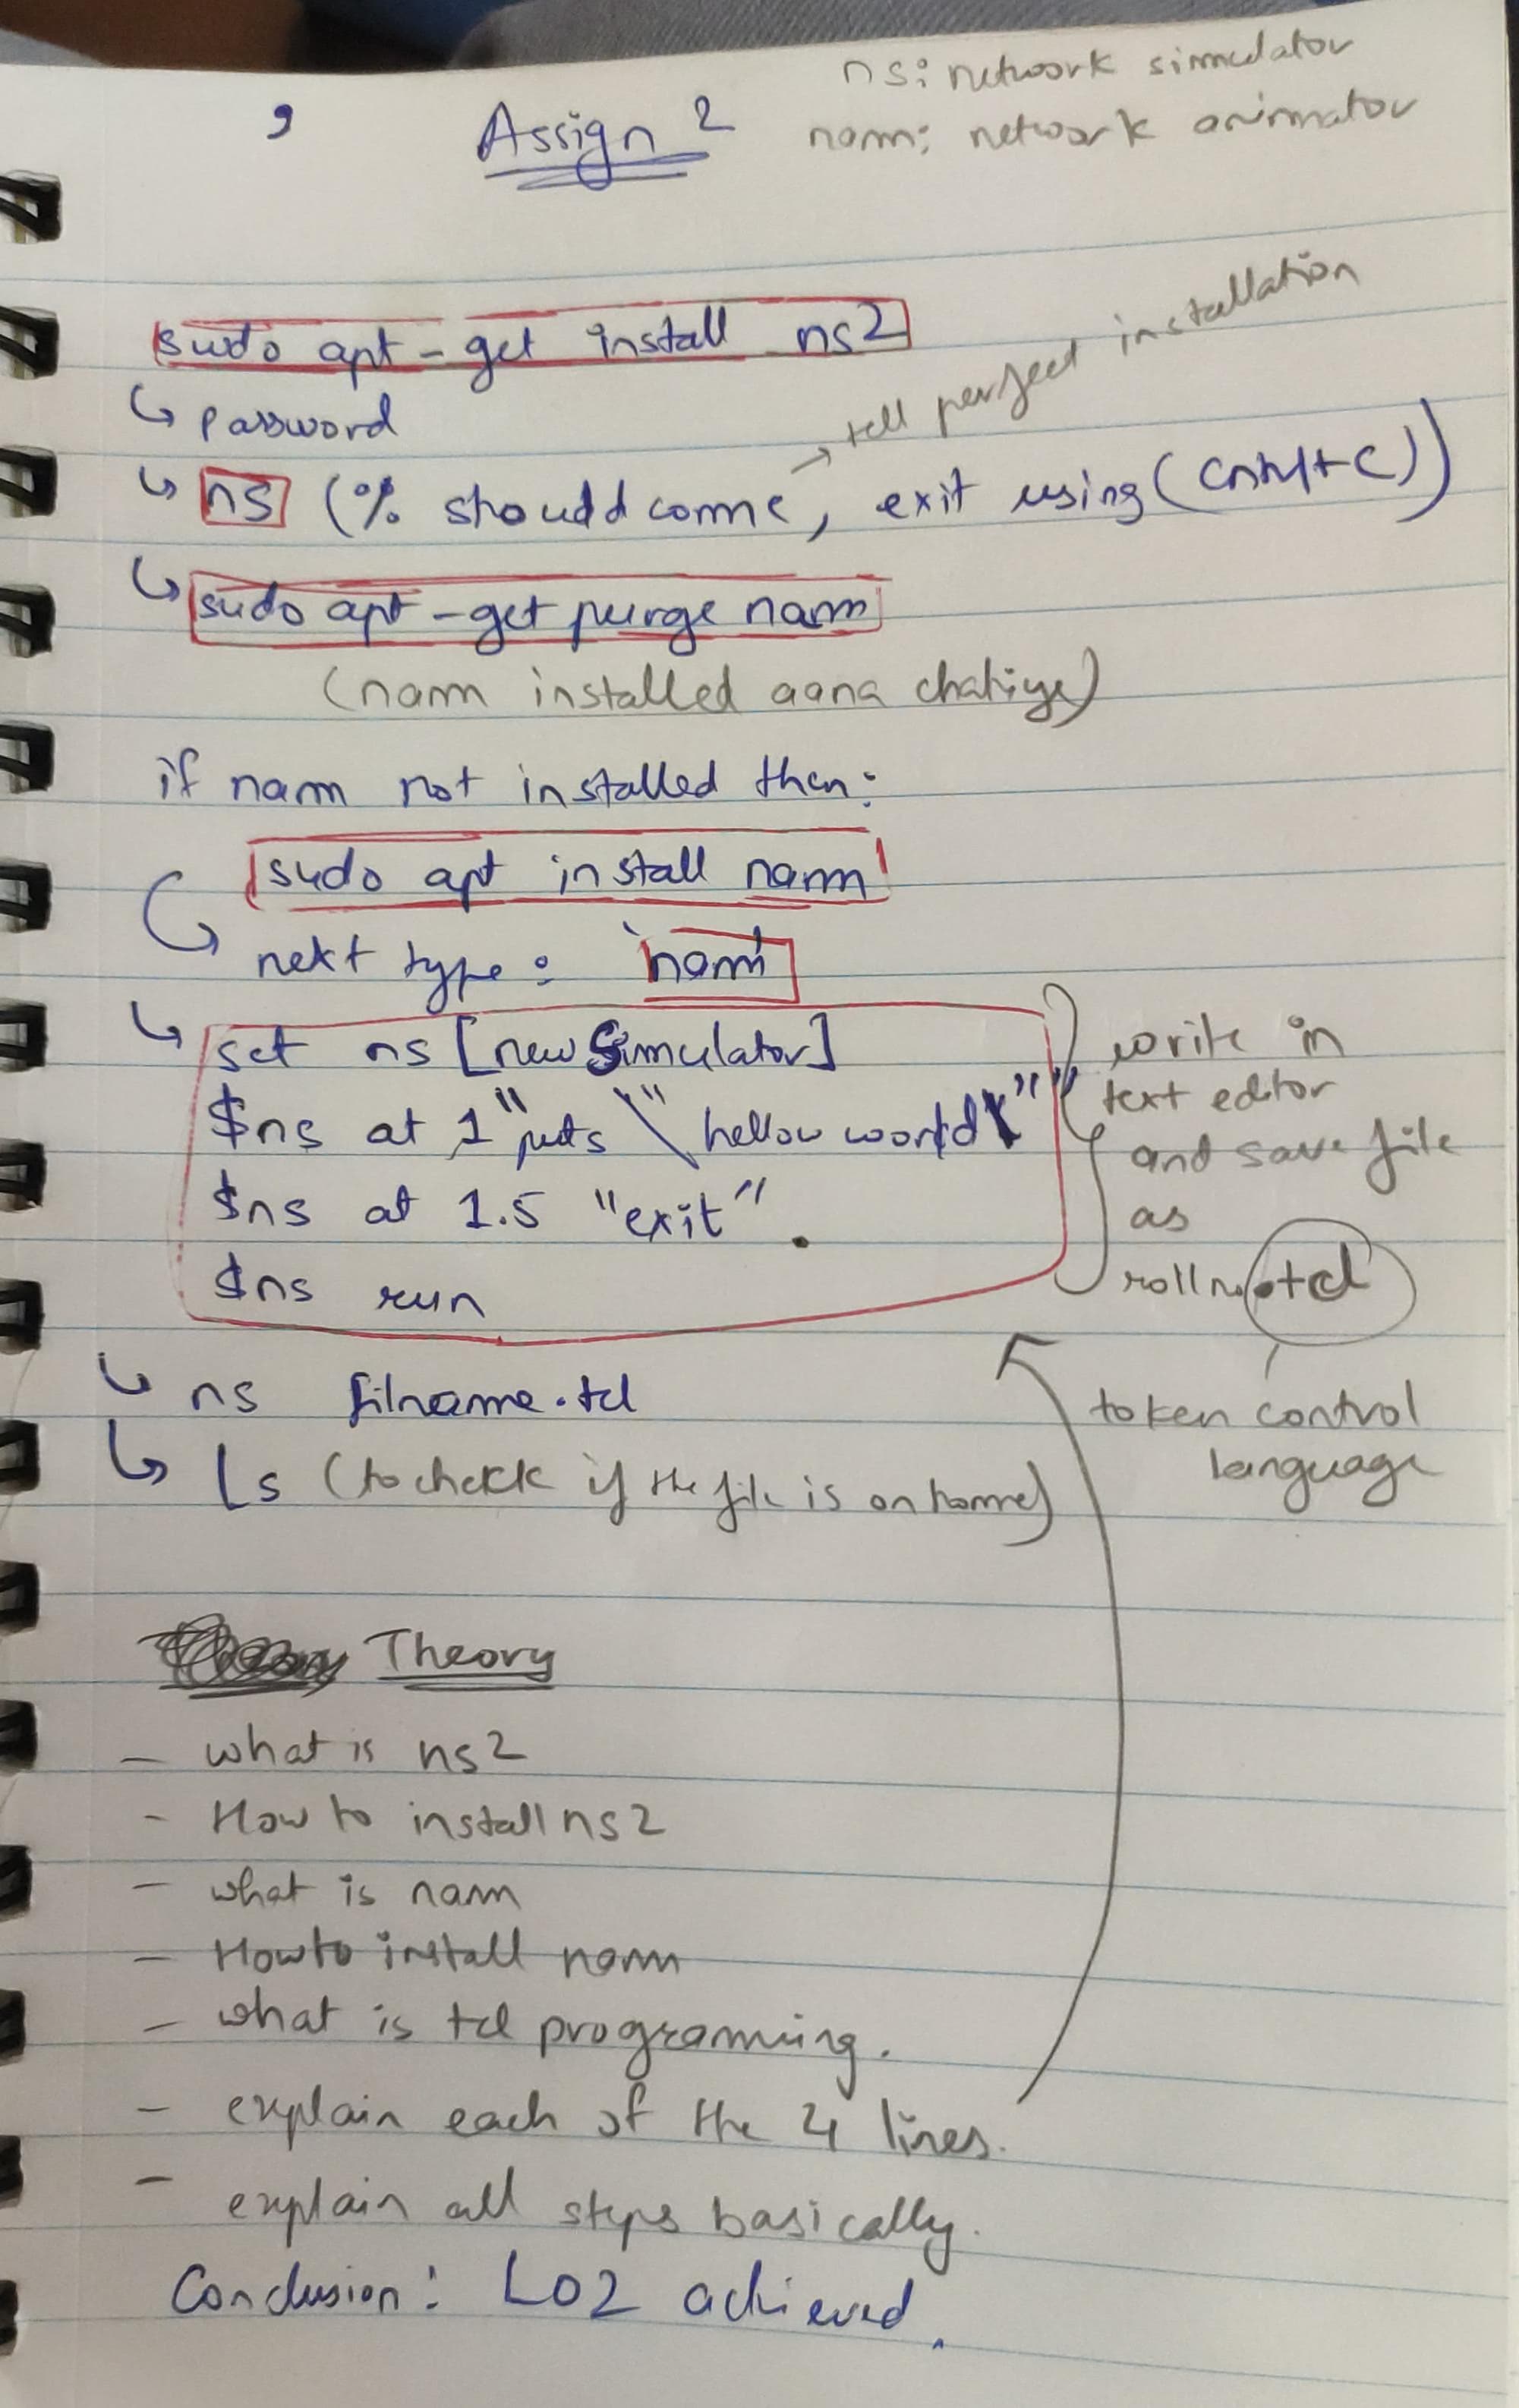 ns: network simulator
Assign 2
nam: network animator
sudo apt-get install ns2
↳ password
→ tell perfect installation
↳ ns (% should come, exit using (Cntrl+C))
↳ sudo apt-get purge nam
(nam installed aana chahiye)
if nam not installed then:
sudo apt install nam
next type: 'nam'
↳ set ns [new Simulator]
$ns at 1 "puts \"hellow world\""
$ns at 1.5 "exit".
$ns run
write in
text editor
and save file
as
rollno.tcl
token control
language
↳ ns filname.tcl
↳ ls (to check if the file is on home)
Theory
- what is ns2
- How to install ns2
- what is nam
- How to install nam
- what is tcl programming.
- explain each of the 4 lines.
- explain all steps basically.
Conclusion: LO2 achieved.